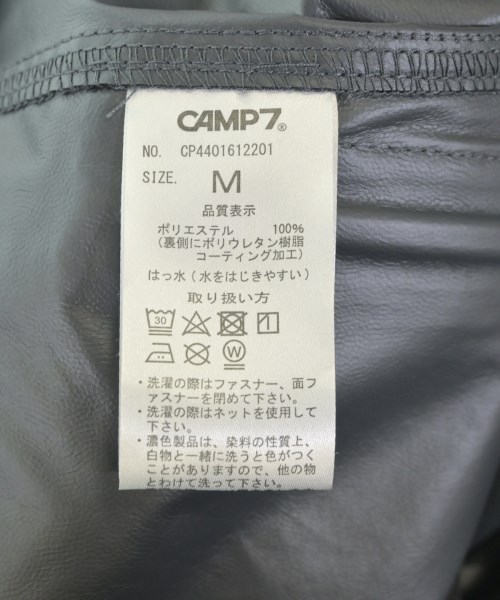 CAMP7®
NO. CP4401612201
SIZE. M
品質表示
ポリエステル 100%
(裏側にポリウレタン樹脂
コーティング加工)
はっ水(水をはじきやすい)
取り扱い方
30
W
・洗濯の際はファスナー、面フ
ァスナーを閉めて下さい。
・洗濯の際はネットを使用して
下さい。
・濃色製品は、染料の性質上、
白物と一緒に洗うと色がつく
ことがありますので、他の物
とわけて洗って下さい。